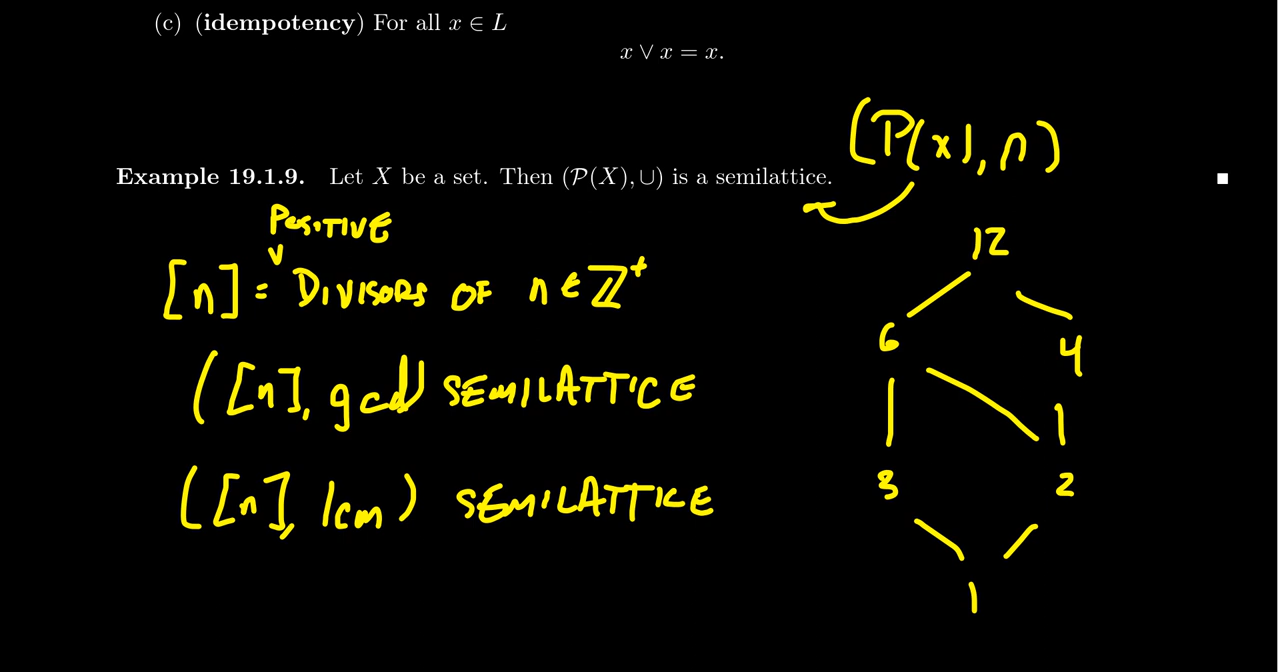 (c) (idempotency) For all x ∈ L
x ∨ x = x.
(P(x), ∩)
Example 19.1.9. Let X be a set. Then (𝒫(X), ∪) is a semilattice.
POSITIVE
[n] = DIVISORS OF n ∈ ℤ⁺
([n], gcd) SEMILATTICE
([n], lcm) SEMILATTICE
12
6 4
3 2
1